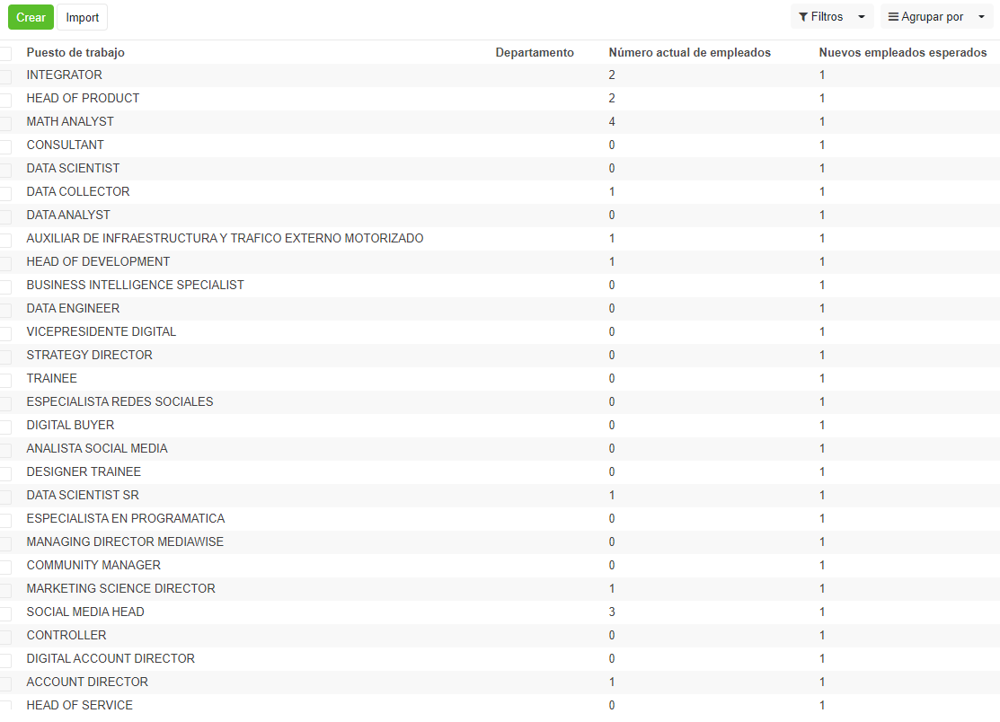 Crear Import Filtros Agrupar por
Puesto de trabajo Departamento Número actual de empleados Nuevos empleados esperados
INTEGRATOR 2 1
HEAD OF PRODUCT 2 1
MATH ANALYST 4 1
CONSULTANT 0 1
DATA SCIENTIST 0 1
DATA COLLECTOR 1 1
DATA ANALYST 0 1
AUXILIAR DE INFRAESTRUCTURA Y TRAFICO EXTERNO MOTORIZADO 1 1
HEAD OF DEVELOPMENT 1 1
BUSINESS INTELLIGENCE SPECIALIST 0 1
DATA ENGINEER 0 1
VICEPRESIDENTE DIGITAL 0 1
STRATEGY DIRECTOR 0 1
TRAINEE 0 1
ESPECIALISTA REDES SOCIALES 0 1
DIGITAL BUYER 0 1
ANALISTA SOCIAL MEDIA 0 1
DESIGNER TRAINEE 0 1
DATA SCIENTIST SR 1 1
ESPECIALISTA EN PROGRAMATICA 0 1
MANAGING DIRECTOR MEDIAWISE 0 1
COMMUNITY MANAGER 0 1
MARKETING SCIENCE DIRECTOR 1 1
SOCIAL MEDIA HEAD 3 1
CONTROLLER 0 1
DIGITAL ACCOUNT DIRECTOR 0 1
ACCOUNT DIRECTOR 1 1
HEAD OF SERVICE 0 1